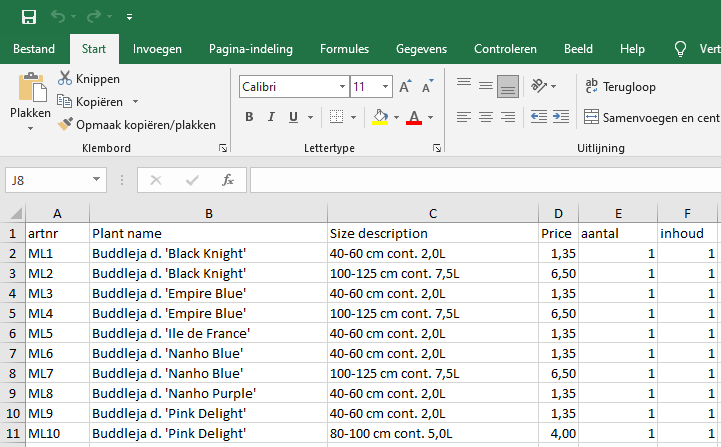 Bestand Start Invoegen Pagina-indeling Formules Gegevens Controleren Beeld Help Vert
Plakken
Knippen
Kopiëren
Opmaak kopiëren/plakken
Klembord
Calibri 11 A A
B I U A
Lettertype
ab c Terugloop
Samenvoegen en cent
Uitlijning
J8 fx
A B C D E F
1 artnr Plant name Size description Price aantal inhoud
2 ML1 Buddleja d. 'Black Knight' 40-60 cm cont. 2,0L 1,35 1 1
3 ML2 Buddleja d. 'Black Knight' 100-125 cm cont. 7,5L 6,50 1 1
4 ML3 Buddleja d. 'Empire Blue' 40-60 cm cont. 2,0L 1,35 1 1
5 ML4 Buddleja d. 'Empire Blue' 100-125 cm cont. 7,5L 6,50 1 1
6 ML5 Buddleja d. 'Ile de France' 40-60 cm cont. 2,0L 1,35 1 1
7 ML6 Buddleja d. 'Nanho Blue' 40-60 cm cont. 2,0L 1,35 1 1
8 ML7 Buddleja d. 'Nanho Blue' 100-125 cm cont. 7,5L 6,50 1 1
9 ML8 Buddleja d. 'Nanho Purple' 40-60 cm cont. 2,0L 1,35 1 1
10 ML9 Buddleja d. 'Pink Delight' 40-60 cm cont. 2,0L 1,35 1 1
11 ML10 Buddleja d. 'Pink Delight' 80-100 cm cont. 5,0L 4,00 1 1